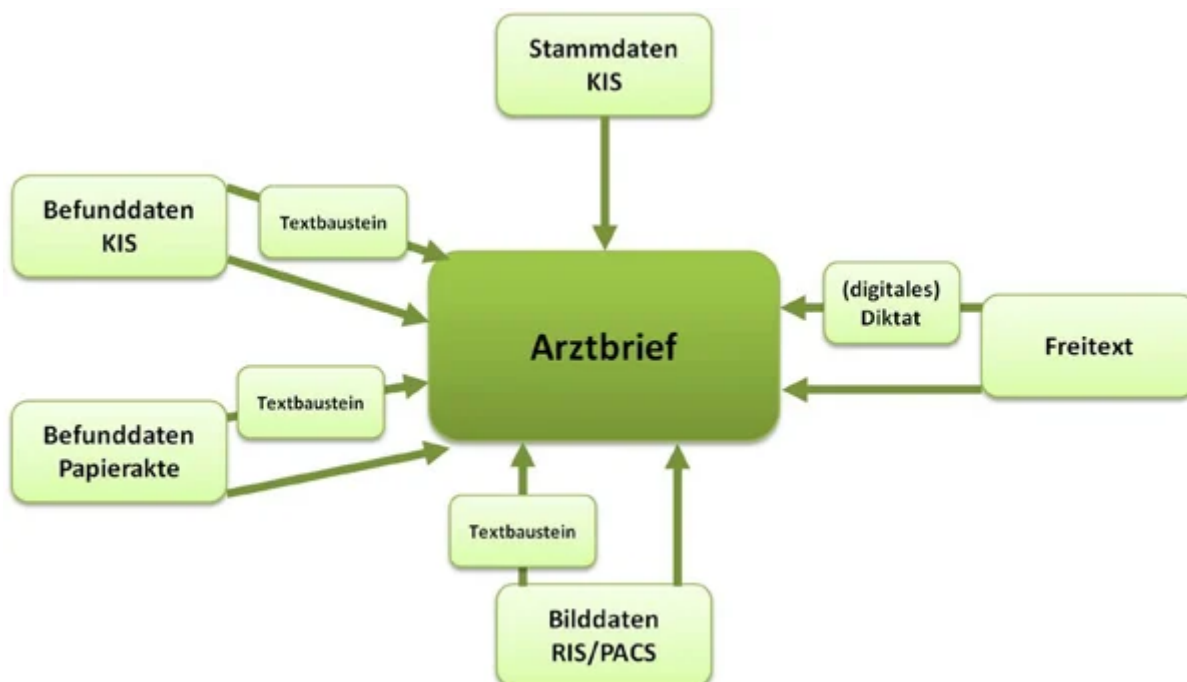 Stammdaten
KIS
Befunddaten
KIS
Textbaustein
(digitales)
Diktat
Arztbrief
Freitext
Textbaustein
Befunddaten
Papierakte
Textbaustein
Bilddaten
RIS/PACS